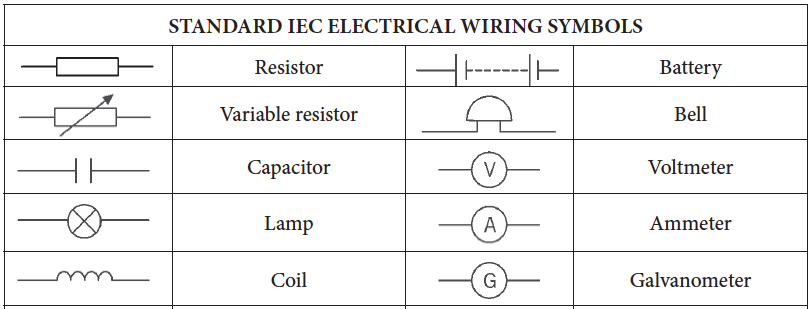 STANDARD IEC ELECTRICAL WIRING SYMBOLS
Resistor Battery
Variable resistor Bell
Capacitor V Voltmeter
Lamp A Ammeter
Coil G Galvanometer